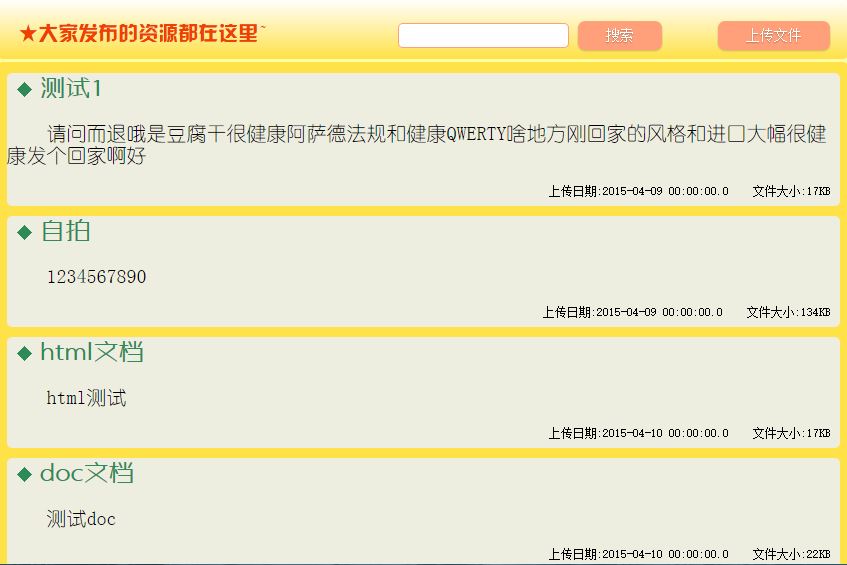 ★大家发布的资源都在这里~
搜索
上传文件
◆ 测试1
请问而退哦是豆腐干很健康阿萨德法规和健康QWERTY啥地方刚回家的风格和进口大幅很健
康发个回家啊好
上传日期:2015-04-09 00:00:00.0 文件大小:17KB
◆ 自拍
1234567890
上传日期:2015-04-09 00:00:00.0 文件大小:134KB
◆ html文档
html测试
上传日期:2015-04-10 00:00:00.0 文件大小:17KB
◆ doc文档
测试doc
上传日期:2015-04-10 00:00:00.0 文件大小:22KB